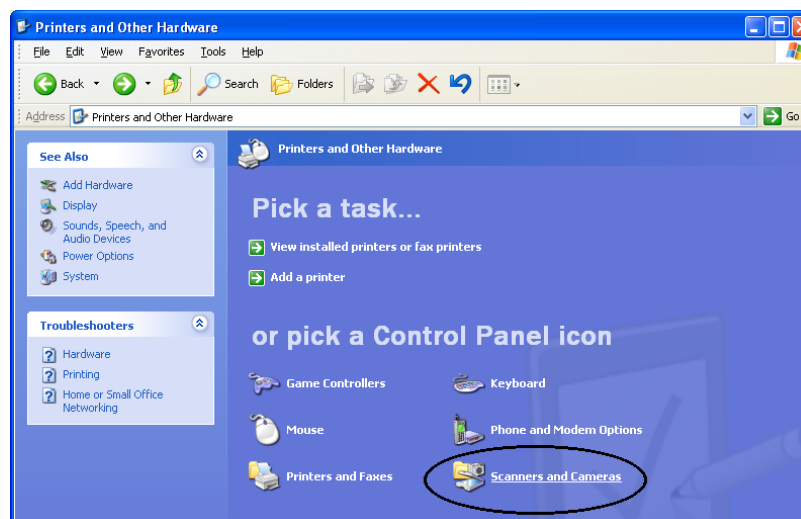 Printers and Other Hardware
File Edit View Favorites Tools Help
Back Search Folders
Address Printers and Other Hardware Go
See Also
Add Hardware
Display
Sounds, Speech, and
Audio Devices
Power Options
System
Troubleshooters
Hardware
Printing
Home or Small Office
Networking
Printers and Other Hardware
Pick a task...
View installed printers or fax printers
Add a printer
or pick a Control Panel icon
Game Controllers Keyboard
Mouse Phone and Modem Options
Printers and Faxes Scanners and Cameras